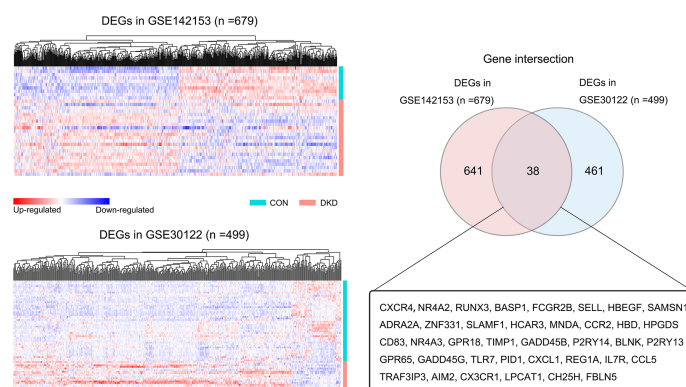 DEGs in GSE142153 (n =679)
Up-regulated
Down-regulated
CON
DKD
DEGs in GSE30122 (n =499)
Gene intersection
DEGs in
GSE142153 (n =679)
DEGs in
GSE30122 (n =499)
641
38
461
CXCR4, NR4A2, RUNX3, BASP1, FCGR2B, SELL, HBEGF, SAMSN1
ADRA2A, ZNF331, SLAMF1, HCAR3, MNDA, CCR2, HBD, HPGDS
CD83, NR4A3, GPR18, TIMP1, GADD45B, P2RY14, BLNK, P2RY13
GPR65, GADD45G, TLR7, PID1, CXCL1, REG1A, IL7R, CCL5
TRAF3IP3, AIM2, CX3CR1, LPCAT1, CH25H, FBLN5